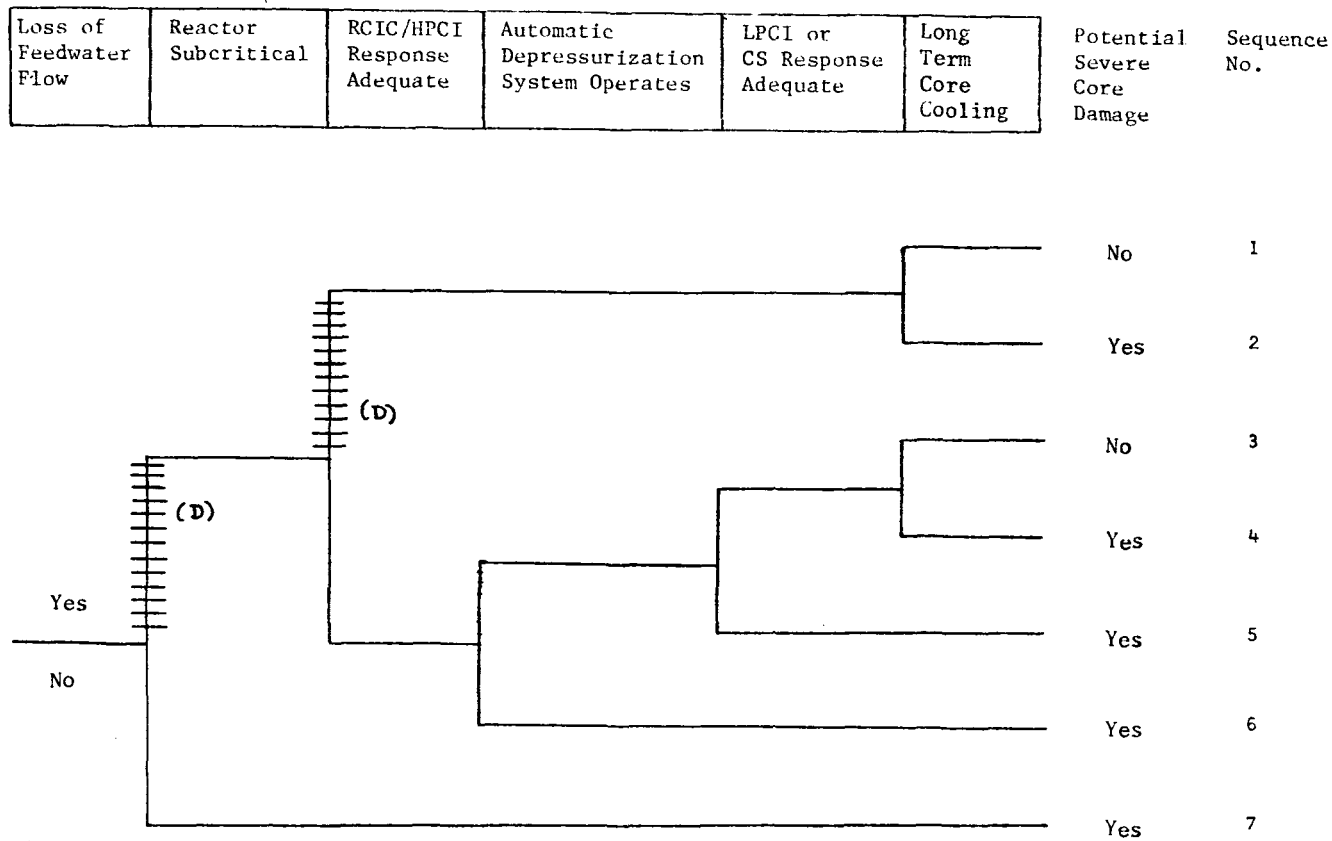 Loss of
Feedwater
Flow
Reactor
Subcritical
RCIC/HPCI
Response
Adequate
Automatic
Depressurization
System Operates
LPCI or
CS Response
Adequate
Long
Term
Core
Cooling
Potential
Severe
Core
Damage
Sequence
No.
No 1
Yes 2
(D)
No 3
(D)
Yes 4
Yes
Yes 5
No
Yes 6
Yes 7